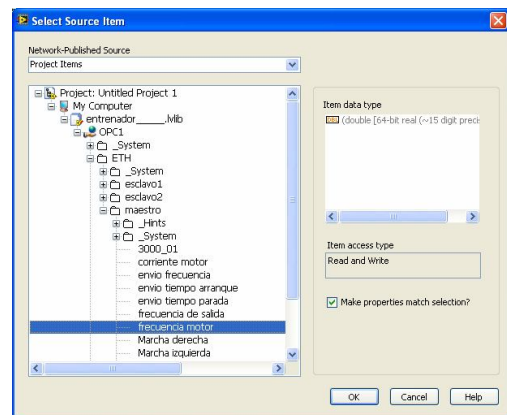 Select Source Item
Network-Published Source
Project Items
Project: Untitled Project 1
My Computer
entrenador_____.lvlib
OPC1
_System
ETH
_System
esclavo1
esclavo2
maestro
_Hints
_System
3000_01
corriente motor
envio frecuencia
envio tiempo arranque
envio tiempo parada
frecuencia de salida
frecuencia motor
Marcha derecha
Marcha izquierda
Item data type
(double [64-bit real (~15 digit precis
Item access type
Read and Write
Make properties match selection?
OK Cancel Help